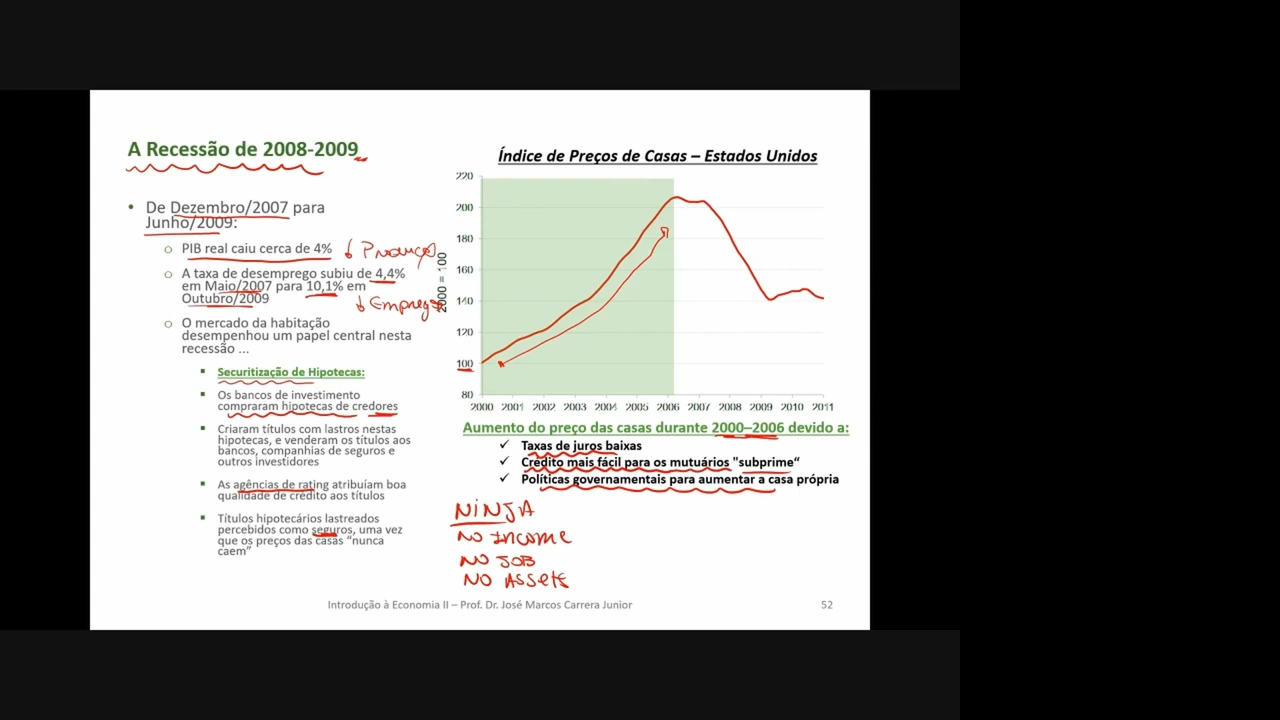 A Recessão de 2008-2009
• De Dezembro/2007 para
Junho/2009:
o PIB real caiu cerca de 4% ↓ Produção
o A taxa de desemprego subiu de 4,4%
em Maio/2007 para 10,1% em
Outubro/2009
↓ Emprego
o O mercado da habitação
desempenhou um papel central nesta
recessão ...
▪ Securitização de Hipotecas:
▪ Os bancos de investimento
compraram hipotecas de credores
▪ Criaram títulos com lastros nestas
hipotecas, e venderam os títulos aos
bancos, companhias de seguros e
outros investidores
▪ As agências de rating atribuíam boa
qualidade de crédito aos títulos
▪ Títulos hipotecários lastreados
percebidos como seguros, uma vez
que os preços das casas “nunca
caem”
Índice de Preços de Casas – Estados Unidos
220
200
180
160
140
120
100
80
2000 = 100
2000 2001 2002 2003 2004 2005 2006 2007 2008 2009 2010 2011
Aumento do preço das casas durante 2000–2006 devido a:
✓ Taxas de juros baixas
✓ Crédito mais fácil para os mutuários "subprime“
✓ Políticas governamentais para aumentar a casa própria
NINJA
NO INCOME
NO JOB
NO ASSETS
Introdução à Economia II – Prof. Dr. José Marcos Carrera Junior
52